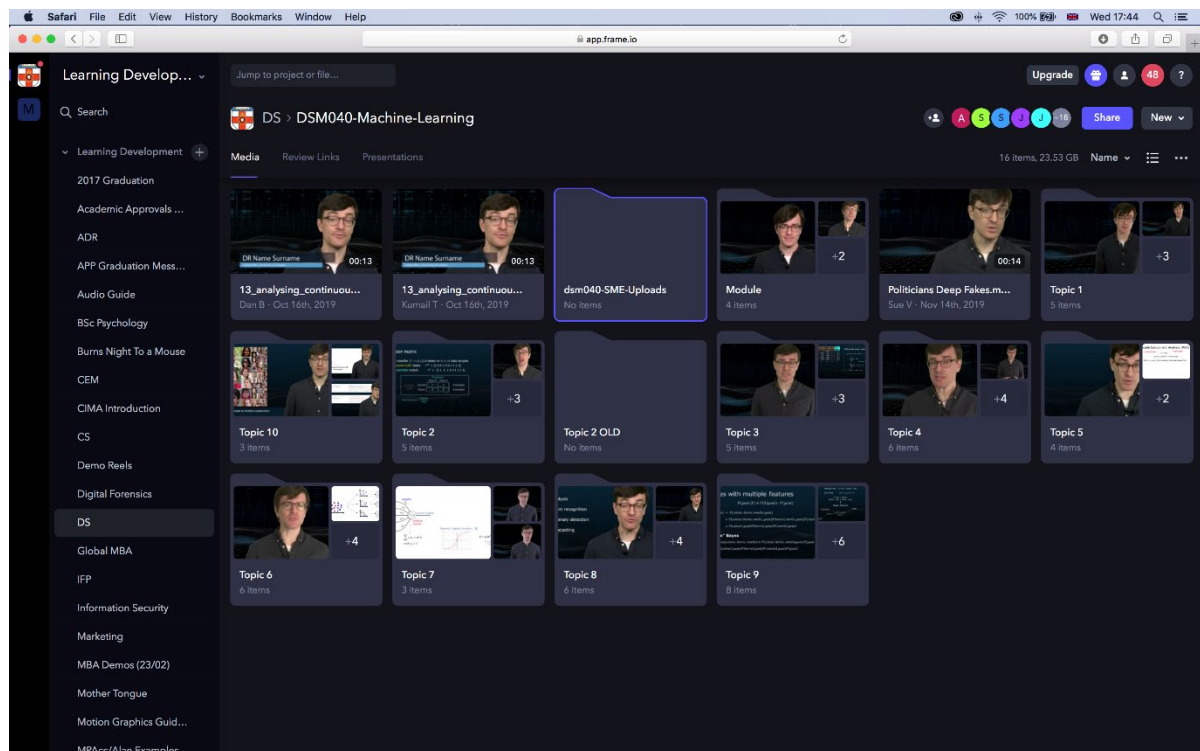 Safari File Edit View History Bookmarks Window Help
100% Wed 17:44
app.frame.io
Learning Develop...
Jump to project or file...
Upgrade 48 ?
M
Search
DS > DSM040-Machine-Learning
A S S J J +18 Share New
Learning Development +
Media Review Links Presentations
16 items, 23.53 GB Name
2017 Graduation
Academic Approvals ...
ADR
APP Graduation Mess...
Audio Guide
BSc Psychology
Burns Night To a Mouse
CEM
CIMA Introduction
CS
Demo Reels
Digital Forensics
DS
Global MBA
IFP
Information Security
Marketing
MBA Demos (23/02)
Mother Tongue
Motion Graphics Guid...
MPAcc/Alan Examples
DR Name Surname
00:13
13_analysing_continuou...
Dan B - Oct 16th, 2019
DR Name Surname
00:13
13_analysing_continuou...
Kumail T - Oct 16th, 2019
dsm040-SME-Uploads
No items
+2
Module
4 items
00:14
Politicians Deep Fakes.m...
Sue V - Nov 14th, 2019
+3
Topic 1
5 items
Topic 10
3 items
+3
Topic 2
5 items
Topic 2 OLD
No items
+3
Topic 3
5 items
+4
Topic 4
6 items
+2
Topic 5
4 items
+4
Topic 6
6 items
Topic 7
3 items
+4
Topic 8
6 items
es with multiple features
+6
Topic 9
8 items